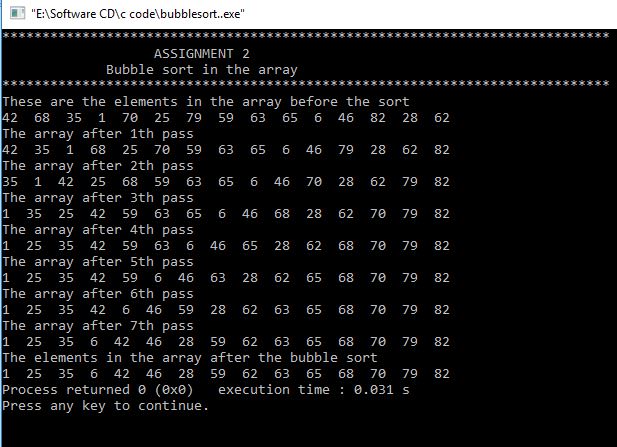 "E:\Software CD\c code\bubblesort..exe"
****************************************************************************
ASSIGNMENT 2
Bubble sort in the array
****************************************************************************
These are the elements in the array before the sort
42 68 35 1 70 25 79 59 63 65 6 46 82 28 62
The array after 1th pass
42 35 1 68 25 70 59 63 65 6 46 79 28 62 82
The array after 2th pass
35 1 42 25 68 59 63 65 6 46 70 28 62 79 82
The array after 3th pass
1 35 25 42 59 63 65 6 46 68 28 62 70 79 82
The array after 4th pass
1 25 35 42 59 63 6 46 65 28 62 68 70 79 82
The array after 5th pass
1 25 35 42 59 6 46 63 28 62 65 68 70 79 82
The array after 6th pass
1 25 35 42 6 46 59 28 62 63 65 68 70 79 82
The array after 7th pass
1 25 35 6 42 46 28 59 62 63 65 68 70 79 82
The elements in the array after the bubble sort
1 25 35 6 42 46 28 59 62 63 65 68 70 79 82
Process returned 0 (0x0) execution time : 0.031 s
Press any key to continue.